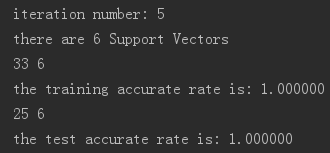 iteration number: 5
there are 6 Support Vectors
33 6
the training accurate rate is: 1.000000
25 6
the test accurate rate is: 1.000000